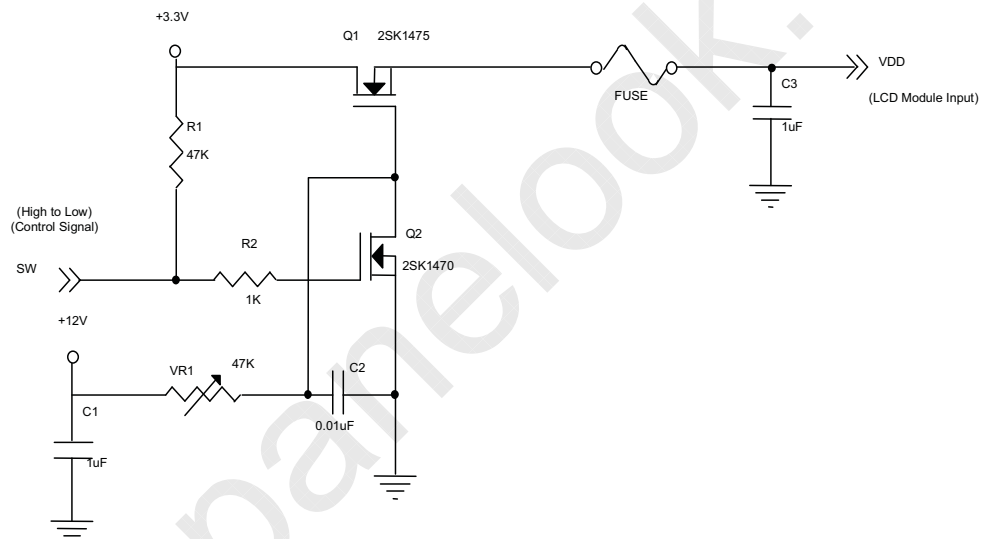 +3.3V
Q1 2SK1475
FUSE
VDD
(LCD Module Input)
C3
1uF
R1
47K
(High to Low)
(Control Signal)
SW
R2
1K
Q2
2SK1470
+12V
VR1
47K
C1
1uF
C2
0.01uF
panelook.